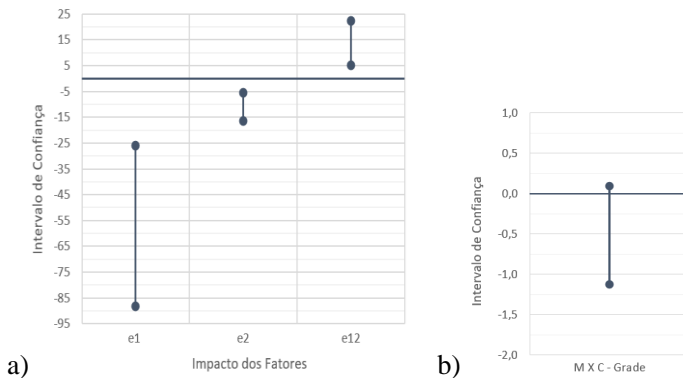 25
15
5
-5
-15
-25
-35
-45
-55
-65
-75
-85
-95
Intervalo de Confiança
e1 e2 e12
Impacto dos Fatores
a)
1,0
0,5
0,0
-0,5
-1,0
-1,5
-2,0
Intervalo de Confiança
M X C - Grade
b)